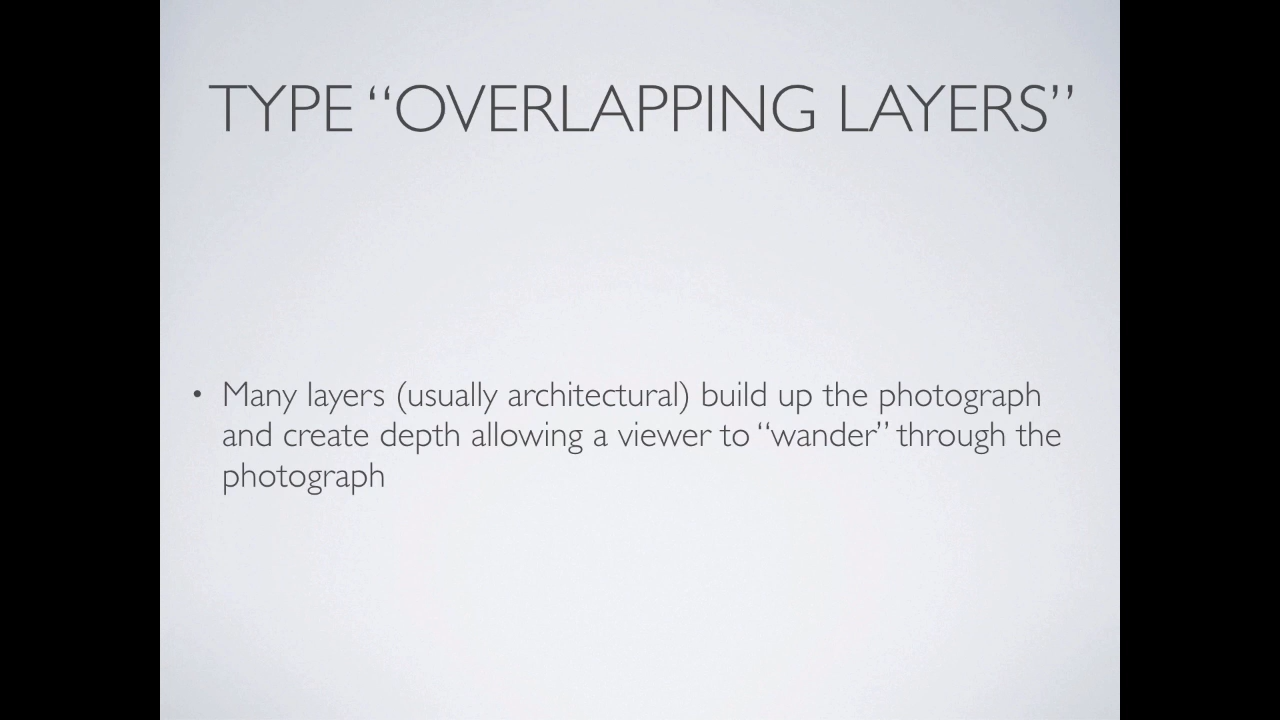 TYPE “OVERLAPPING LAYERS”
• Many layers (usually architectural) build up the photograph
and create depth allowing a viewer to “wander” through the
photograph